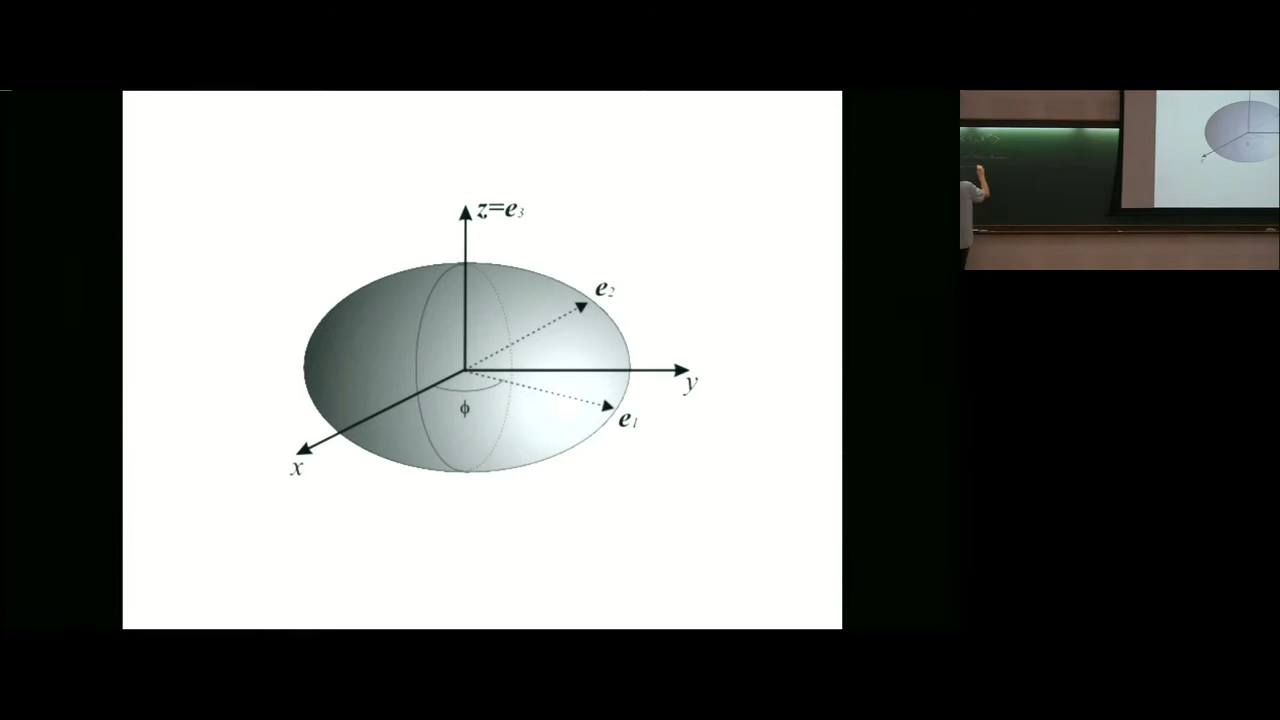 z=e₃
e₂
y
ϕ
e₁
x